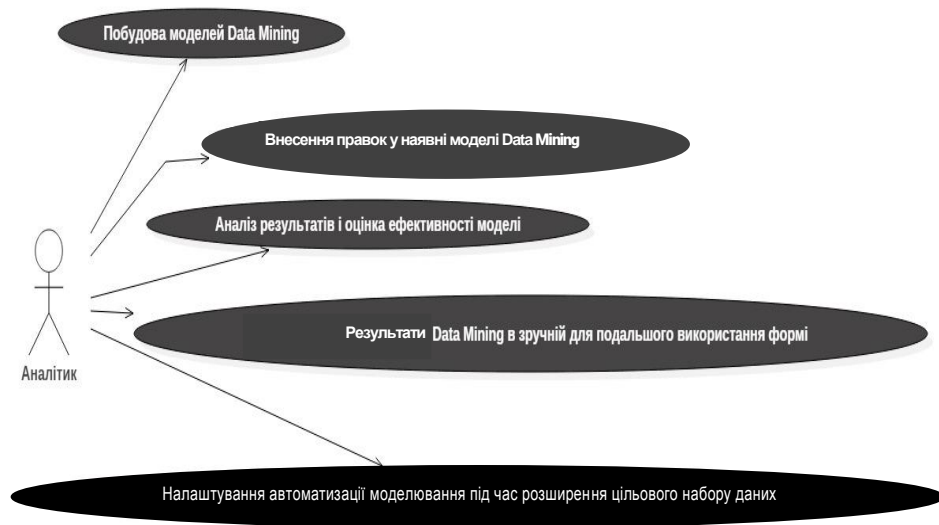 Побудова моделей Data Mining
Внесення правок у наявні моделі Data Mining
Аналіз результатів і оцінка ефективності моделі
Результати Data Mining в зручній для подальшого використання формі
Аналітик
Налаштування автоматизації моделювання під час розширення цільового набору даних